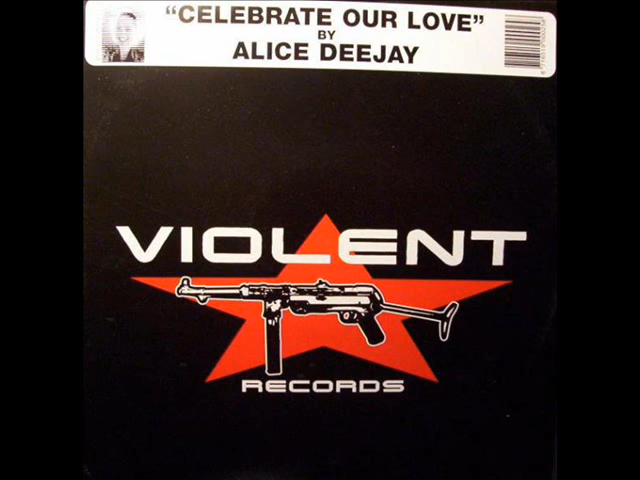 “CELEBRATE OUR LOVE”
BY
ALICE DEEJAY
VIOLENT
RECORDS